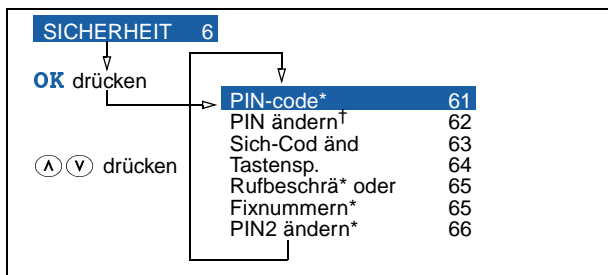 SICHERHEIT 6
OK drücken
PIN-code* 61
PIN ändern† 62
Sich-Cod änd 63
Tastensp. 64
drücken
Rufbeschrä* oder 65
Fixnummern* 65
PIN2 ändern* 66